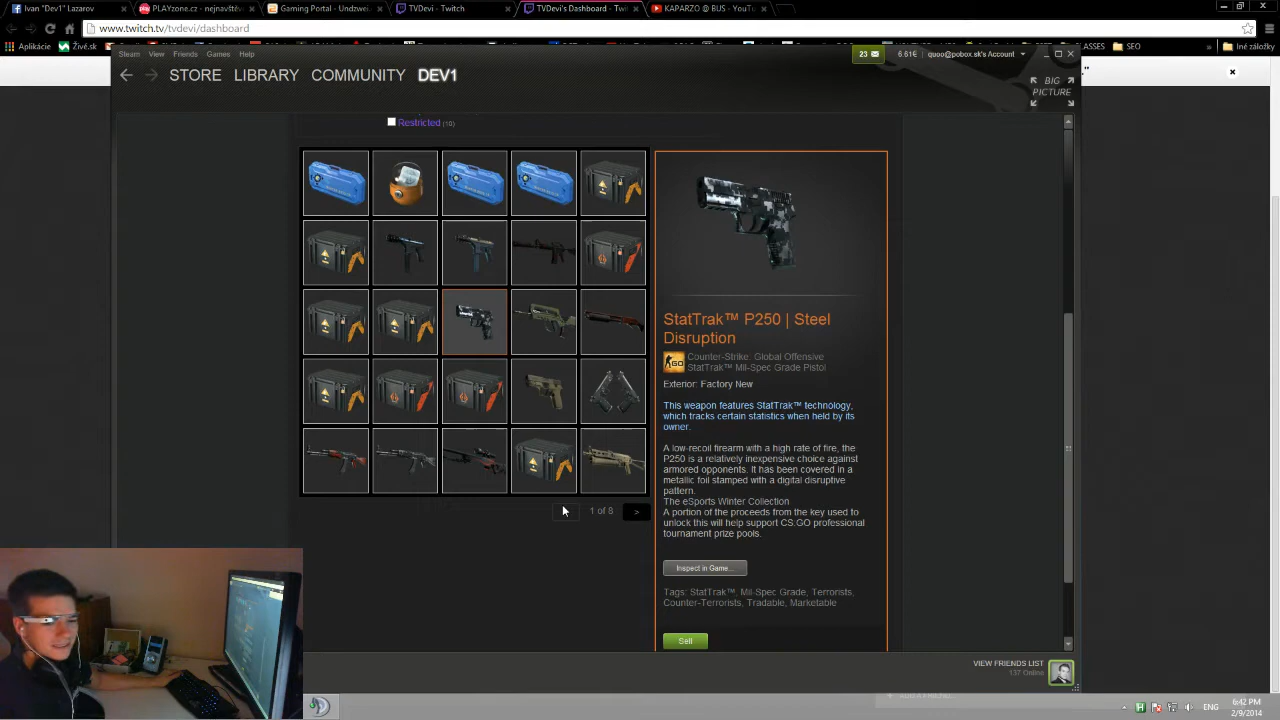 Ivan "Dev1" Lazarov
PLAYzone.cz - nejnavště
Gaming Portal - Undzwei
TVDevi - Twitch
TVDevi's Dashboard - Twi
KAPARZO @ BUS - YouTu
www.twitch.tv/tvdevi/dashboard
Aplikácie
Živé.sk
CLASSES
SEO
Iné záložky
Steam View Friends Games Help
23
6.61€
quoo@pobox.sk's Account
STORE LIBRARY COMMUNITY DEV1
BIG
PICTURE
Restricted (10)
StatTrak™ P250 | Steel
Disruption
GO
Counter-Strike: Global Offensive
StatTrak™ Mil-Spec Grade Pistol
Exterior: Factory New
This weapon features StatTrak™ technology,
which tracks certain statistics when held by its
owner.
A low-recoil firearm with a high rate of fire, the
P250 is a relatively inexpensive choice against
armored opponents. It has been covered in a
metallic foil stamped with a digital disruptive
pattern.
The eSports Winter Collection
A portion of the proceeds from the key used to
unlock this will help support CS:GO professional
tournament prize pools.
1 of 8 >
Inspect in Game...
Tags: StatTrak™, Mil-Spec Grade, Terrorists,
Counter-Terrorists, Tradable, Marketable
Sell
VIEW FRIENDS LIST
137 Online
ENG
6:42 PM
2/9/2014